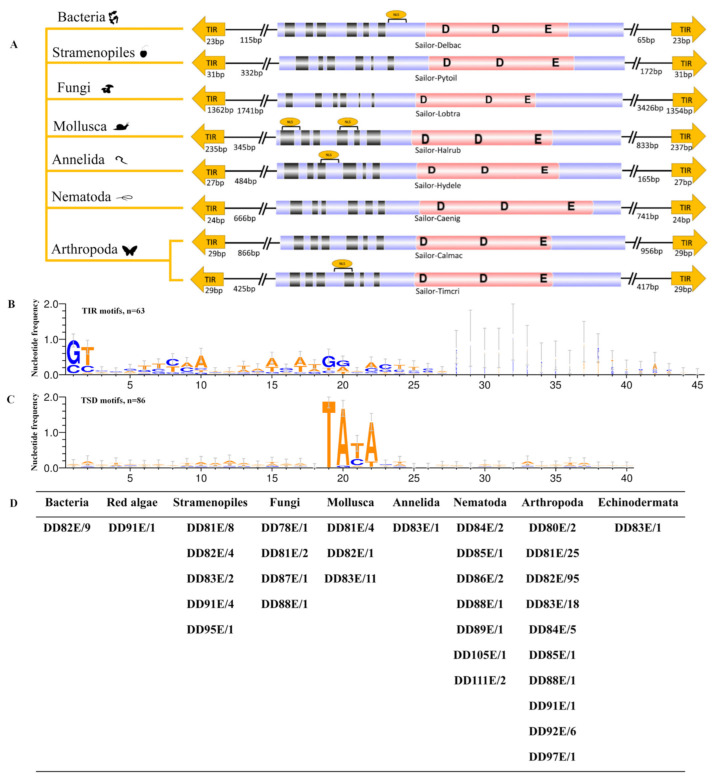 A
Bacteria
TIR
23bp
115bp
NLS
D D E
Sailor-Delbac
65bp
TIR
23bp
Stramenopiles
TIR
31bp
332bp
D D E
Sailor-Pytoil
172bp
TIR
31bp
Fungi
TIR
1362bp
1741bp
D D E
Sailor-Lobtra
3426bp
TIR
1354bp
Mollusca
TIR
235bp
345bp
NLS
NLS
D D E
Sailor-Halrub
833bp
TIR
237bp
Annelida
TIR
27bp
484bp
NLS
D D E
Sailor-Hydele
165bp
TIR
27bp
Nematoda
TIR
24bp
666bp
D D E
Sailor-Caenig
741bp
TIR
24bp
Arthropoda
TIR
29bp
866bp
D D E
Sailor-Calmac
956bp
TIR
29bp
TIR
29bp
425bp
NLS
D D E
Sailor-Timcri
417bp
TIR
29bp
B
TIR motifs, n=63
Nucleotide frequency
2.0
1.0
0.0
5 10 15 20 25 30 35 40 45
C
TSD motifs, n=86
Nucleotide frequency
2.0
1.0
0.0
TATA
5 10 15 20 25 30 35 40
D
Bacteria Red algae Stramenopiles Fungi Mollusca Annelida Nematoda Arthropoda Echinodermata
DD82E/9 DD91E/1 DD81E/8 DD78E/1 DD81E/4 DD83E/1 DD84E/2 DD80E/2 DD83E/1
DD82E/4 DD81E/2 DD82E/1 DD85E/1 DD81E/25
DD83E/2 DD87E/1 DD83E/11 DD86E/2 DD82E/95
DD91E/4 DD88E/1 DD88E/1 DD83E/18
DD95E/1 DD89E/1 DD84E/5
DD105E/1 DD85E/1
DD111E/2 DD88E/1
DD91E/1
DD92E/6
DD97E/1